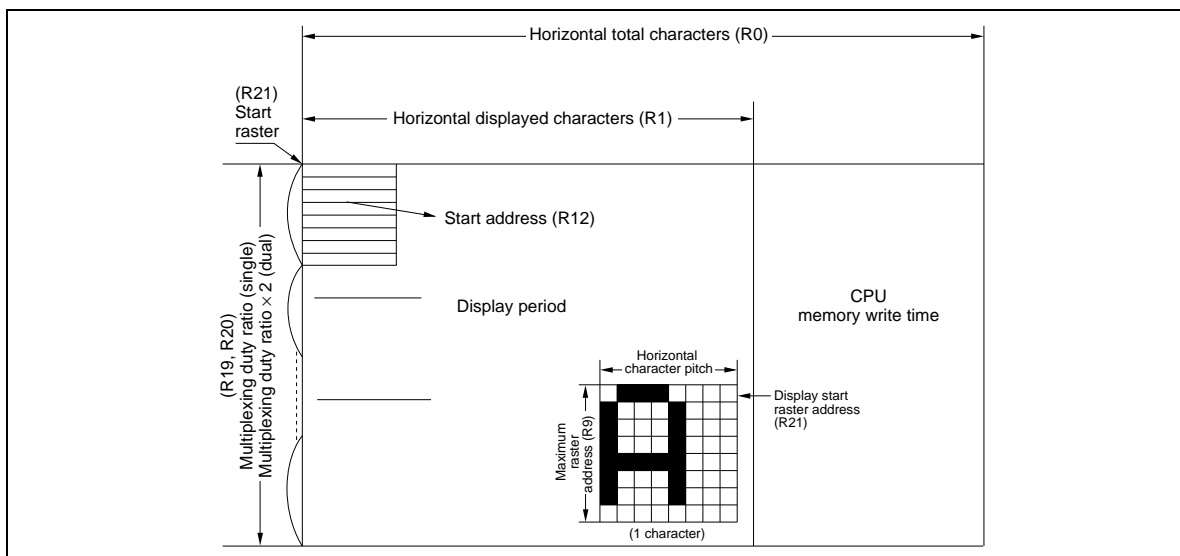 Horizontal total characters (R0)
(R21)
Start
raster
Horizontal displayed characters (R1)
Start address (R12)
Display period
CPU
memory write time
(R19, R20)
Multiplexing duty ratio (single)
Multiplexing duty ratio × 2 (dual)
Horizontal
character pitch
Display start
raster address
(R21)
Maximum
raster
address (R9)
(1 character)